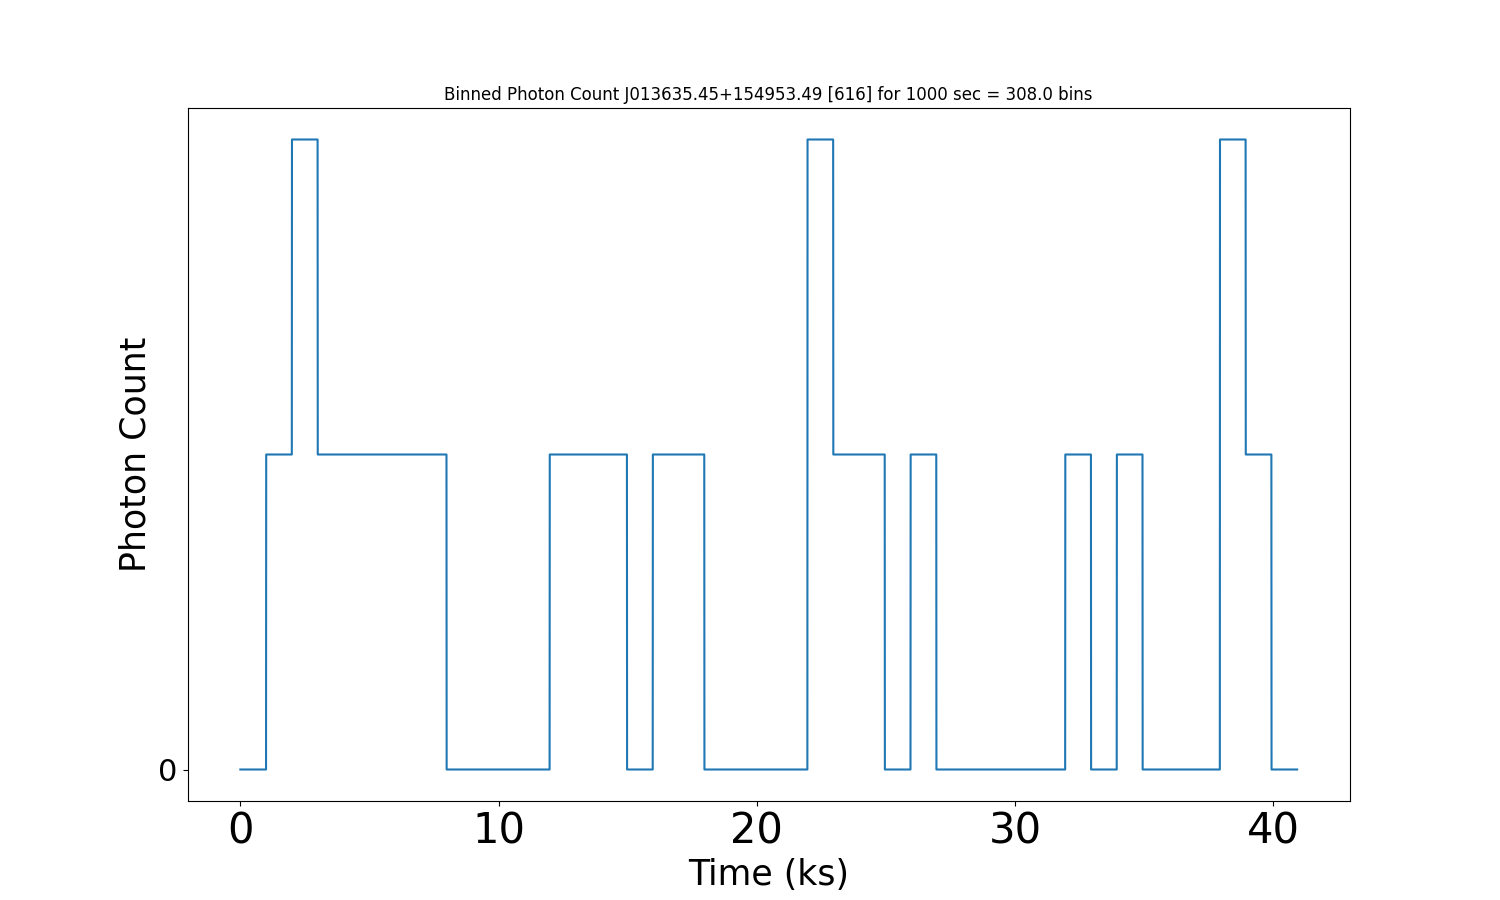 Binned Photon Count J013635.45+154953.49 [616] for 1000 sec = 308.0 bins
Photon Count
0
0 10 20 30 40
Time (ks)